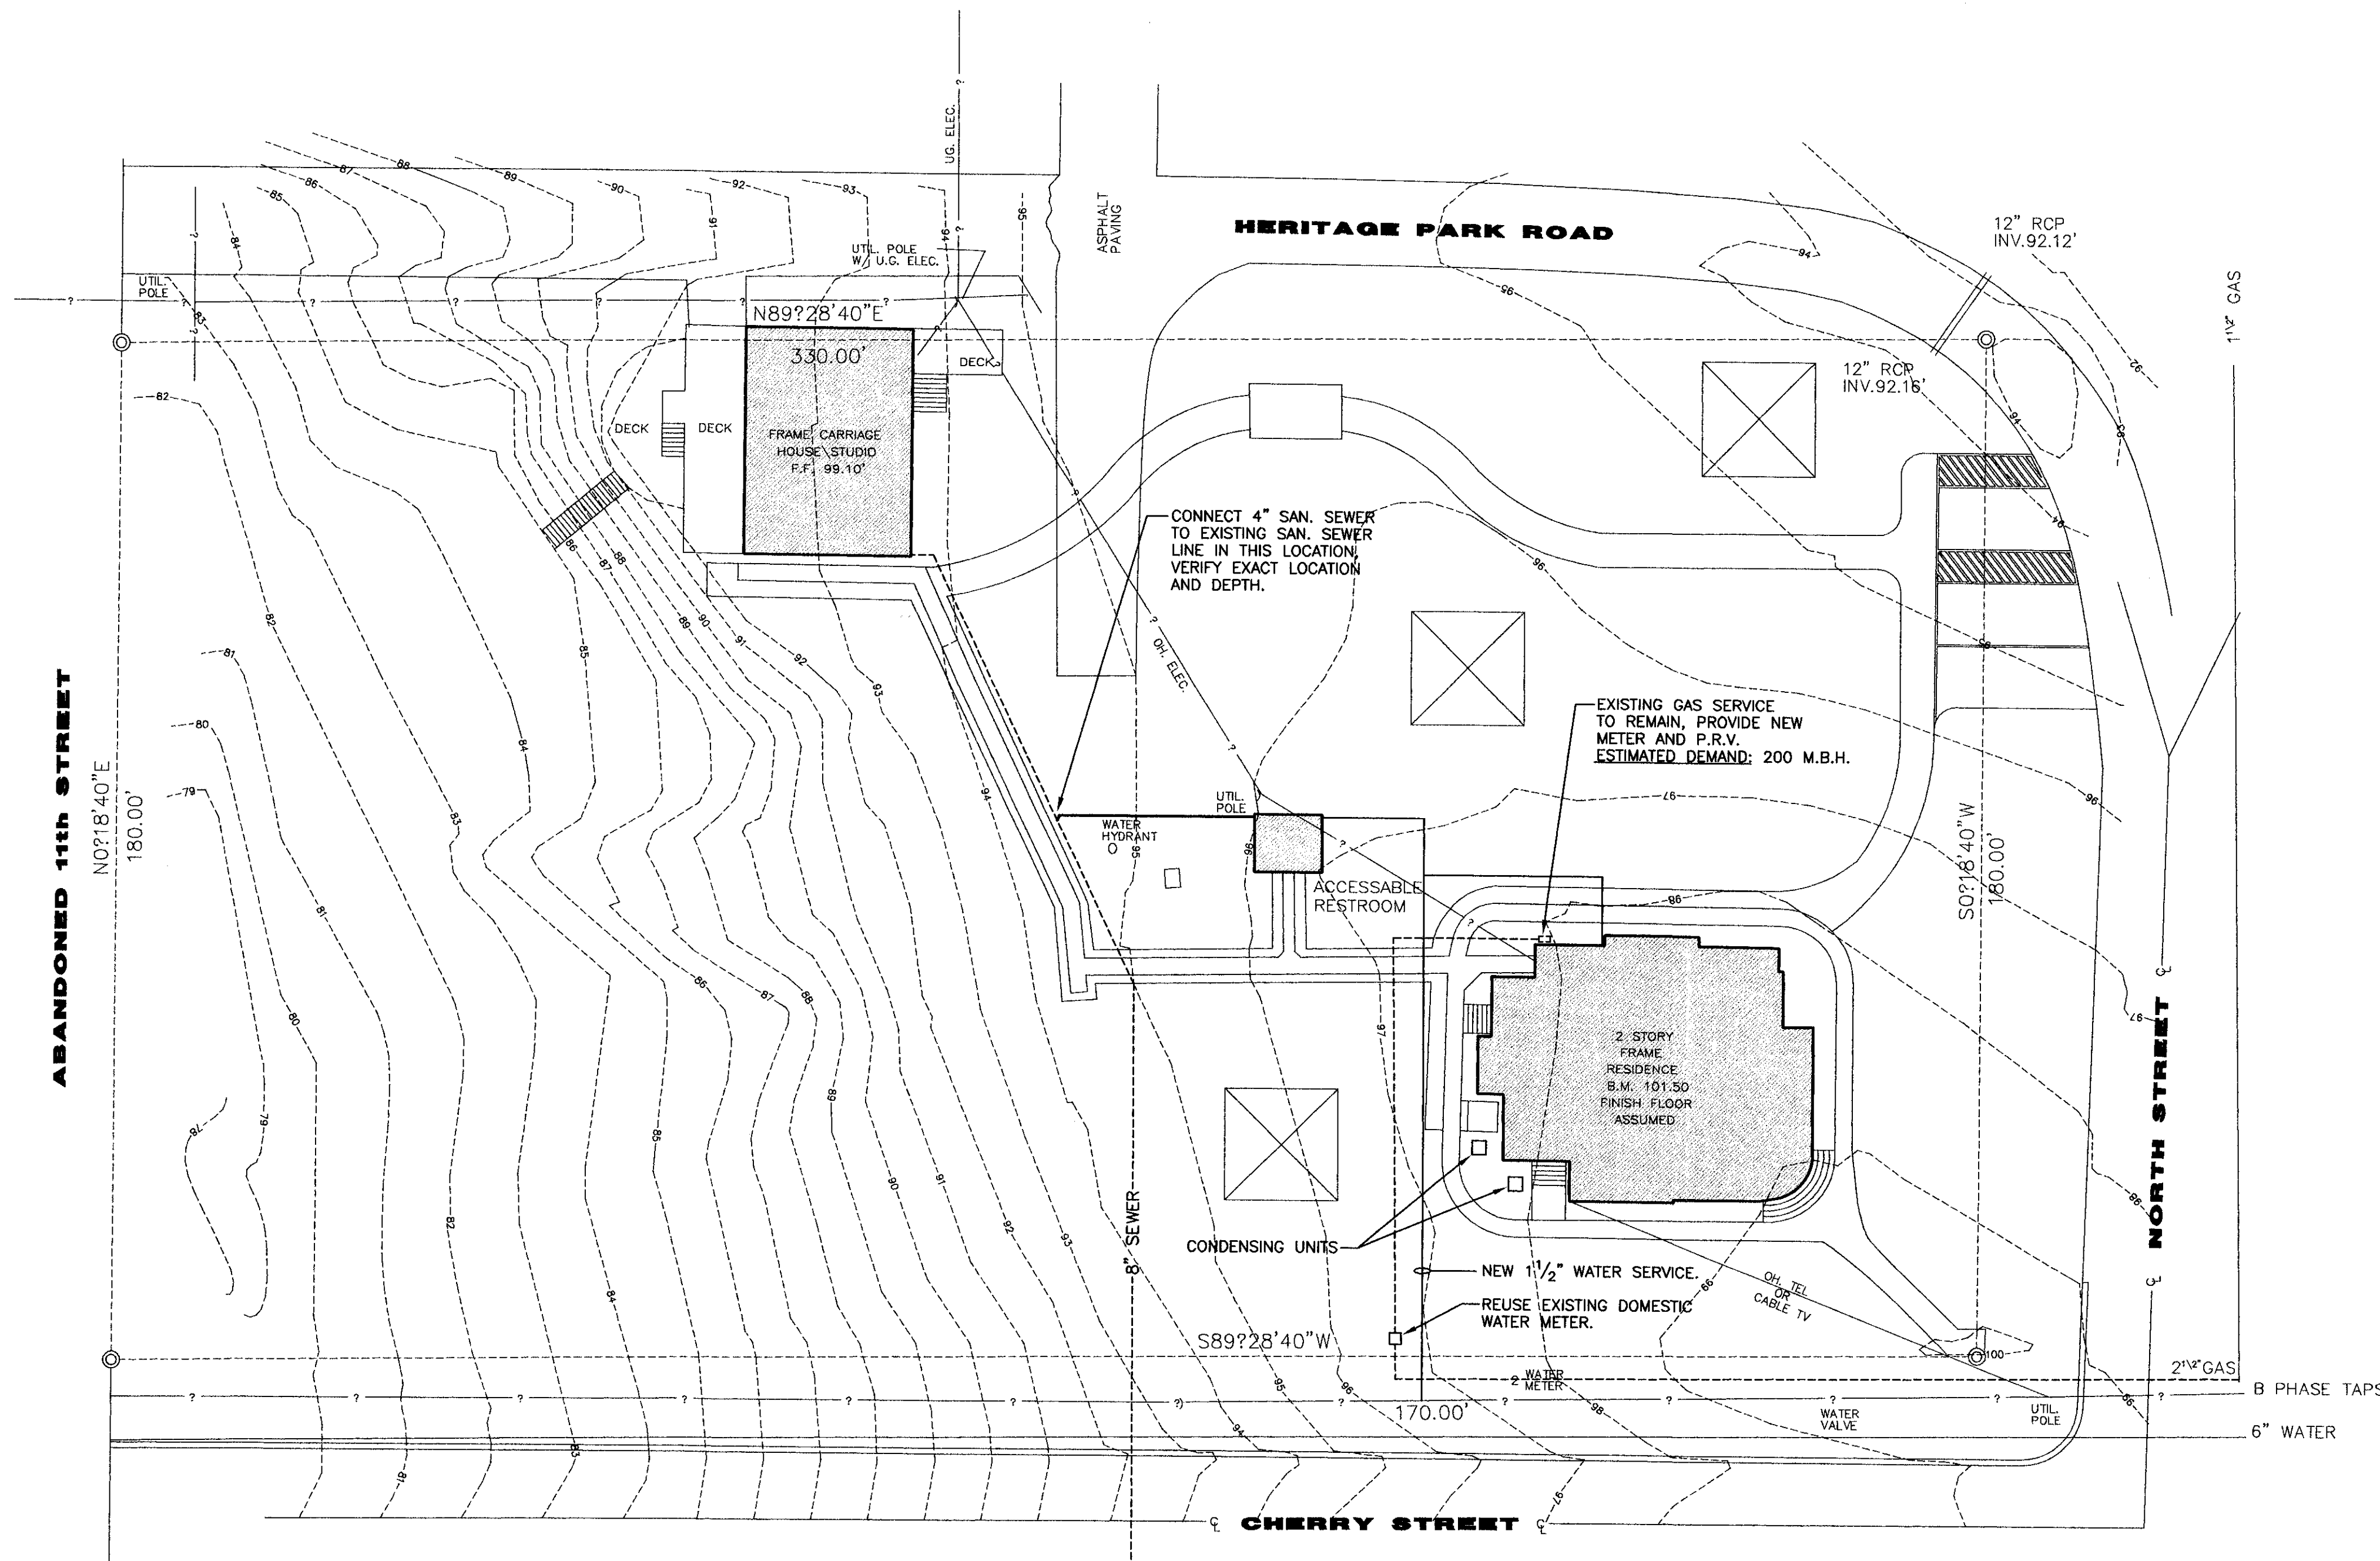 UG. ELEC.
ASPHALT
PAVING
HERITAGE PARK ROAD
12" RCP
INV.92.12'
1 1\2" GAS
UTIL. POLE
W/ U.G. ELEC.
UTIL.
POLE
N89?28'40"E
330.00'
DECK
12" RCP
INV.92.16'
DECK
DECK
FRAME CARRIAGE
HOUSE\STUDIO
F.F. 99.10'
CONNECT 4" SAN. SEWER
TO EXISTING SAN. SEWER
LINE IN THIS LOCATION,
VERIFY EXACT LOCATION
AND DEPTH.
OH. ELEC.
EXISTING GAS SERVICE
TO REMAIN, PROVIDE NEW
METER AND P.R.V.
ESTIMATED DEMAND: 200 M.B.H.
ABANDONED 11th STREET
N0?18'40"E
180.00'
UTIL.
POLE
WATER
HYDRANT
ACCESSABLE
RESTROOM
S0?18'40"W
180.00'
2 STORY
FRAME
RESIDENCE
B.M. 101.50
FINISH FLOOR
ASSUMED
NORTH STREET
8" SEWER
CONDENSING UNITS
NEW 1 1/2" WATER SERVICE.
REUSE EXISTING DOMESTIC
WATER METER.
OH. TEL
OR
CABLE TV
S89?28'40"W
100
2 WATER
METER
2 1\2" GAS
B PHASE TAPS
170.00'
WATER
VALVE
UTIL.
POLE
6" WATER
CHERRY STREET